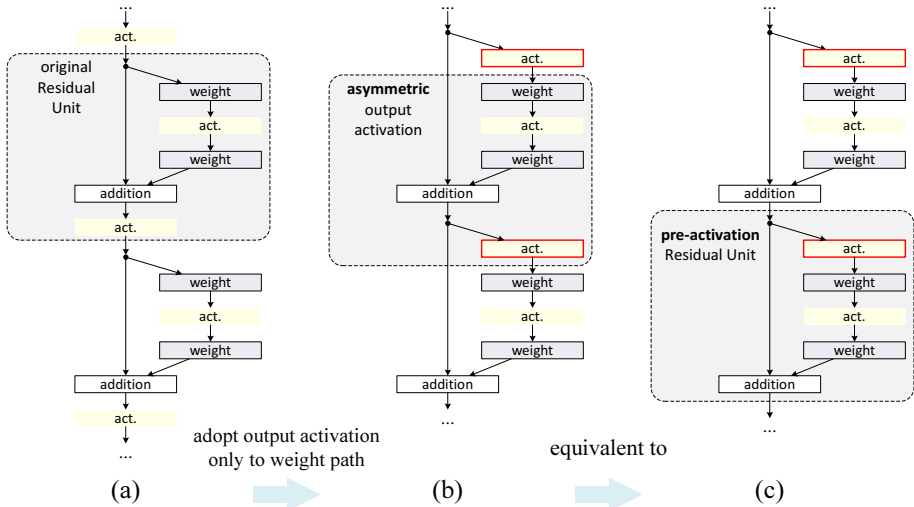 ...
act.
original
Residual
Unit
weight
act.
weight
addition
act.
weight
act.
weight
addition
act.
...
(a)
adopt output activation
only to weight path
...
act.
asymmetric
output
activation
weight
act.
weight
addition
act.
weight
act.
weight
addition
...
(b)
equivalent to
...
act.
weight
act.
weight
addition
pre-activation
Residual Unit
act.
weight
act.
weight
addition
...
(c)